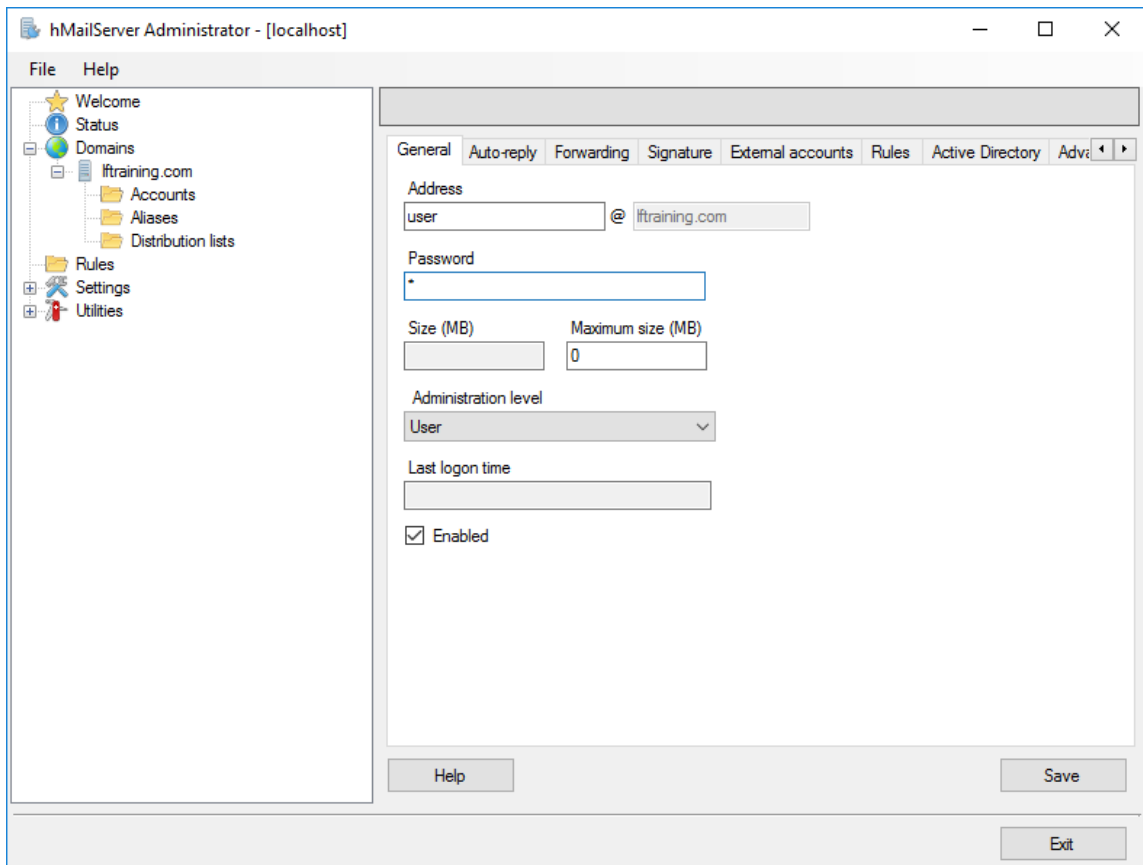 hMailServer Administrator - [localhost]
File Help
Welcome
Status
Domains
lftraining.com
Accounts
Aliases
Distribution lists
Rules
Settings
Utilities
General Auto-reply Forwarding Signature External accounts Rules Active Directory Adva
Address
user @ lftraining.com
Password
*
Size (MB) Maximum size (MB)
0
Administration level
User
Last logon time
Enabled
Help Save
Exit